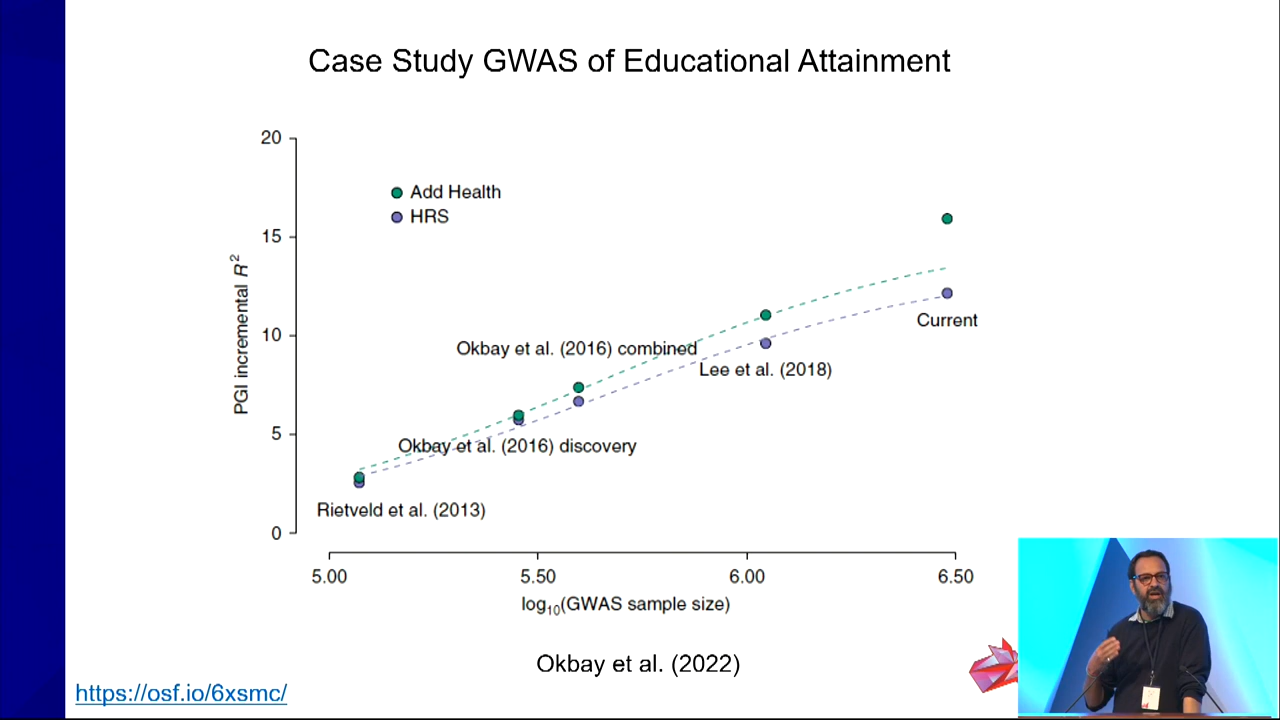 Case Study GWAS of Educational Attainment
20
15
10
5
0
PGI incremental R²
Add Health
HRS
Okbay et al. (2016) combined
Current
Lee et al. (2018)
Okbay et al. (2016) discovery
Rietveld et al. (2013)
5.00 5.50 6.00 6.50
log₁₀(GWAS sample size)
Okbay et al. (2022)
https://osf.io/6xsmc/